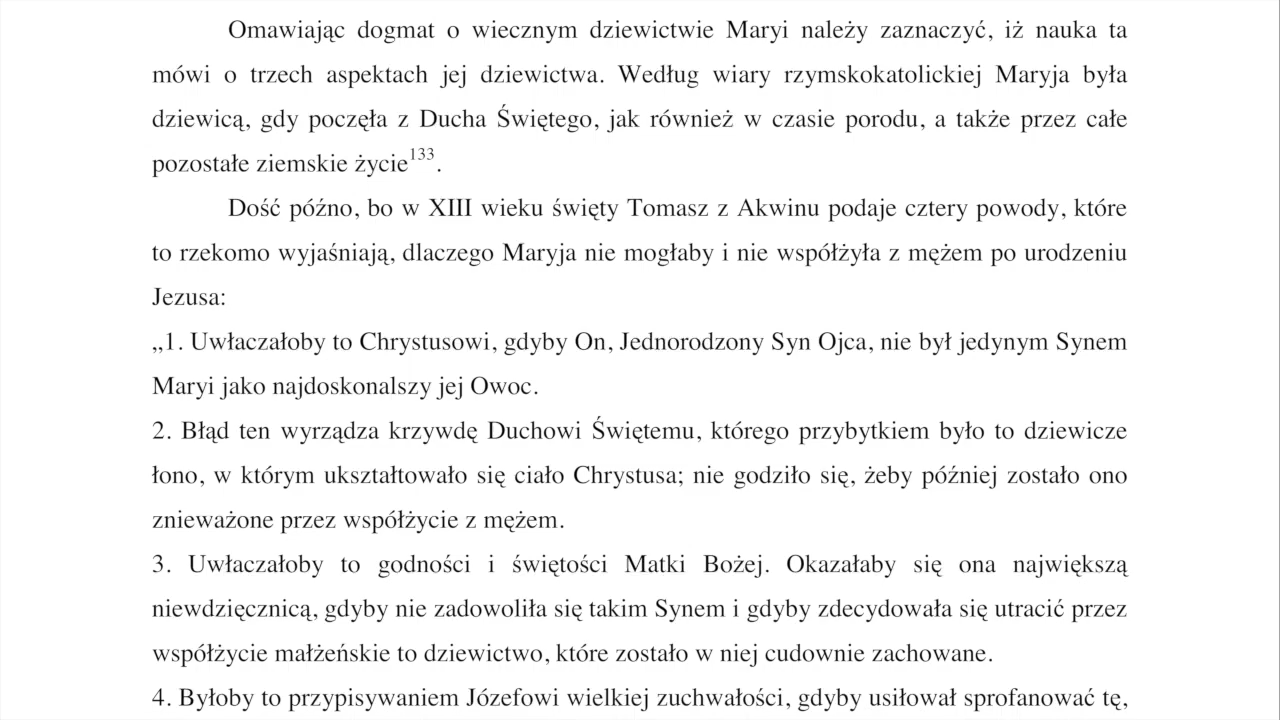 Omawiając dogmat o wiecznym dziewictwie Maryi należy zaznaczyć, iż nauka ta
mówi o trzech aspektach jej dziewictwa. Według wiary rzymskokatolickiej Maryja była
dziewicą, gdy poczęła z Ducha Świętego, jak również w czasie porodu, a także przez całe
pozostałe ziemskie życie133.
Dość późno, bo w XIII wieku święty Tomasz z Akwinu podaje cztery powody, które
to rzekomo wyjaśniają, dlaczego Maryja nie mogłaby i nie współżyła z mężem po urodzeniu
Jezusa:
„1. Uwłaczałoby to Chrystusowi, gdyby On, Jednorodzony Syn Ojca, nie był jedynym Synem
Maryi jako najdoskonalszy jej Owoc.
2. Błąd ten wyrządza krzywdę Duchowi Świętemu, którego przybytkiem było to dziewicze
łono, w którym ukształtowało się ciało Chrystusa; nie godziło się, żeby później zostało ono
znieważone przez współżycie z mężem.
3. Uwłaczałoby to godności i świętości Matki Bożej. Okazałaby się ona największą
niewdzięcznicą, gdyby nie zadowoliła się takim Synem i gdyby zdecydowała się utracić przez
współżycie małżeńskie to dziewictwo, które zostało w niej cudownie zachowane.
4. Byłoby to przypisywaniem Józefowi wielkiej zuchwałości, gdyby usiłował sprofanować tę,